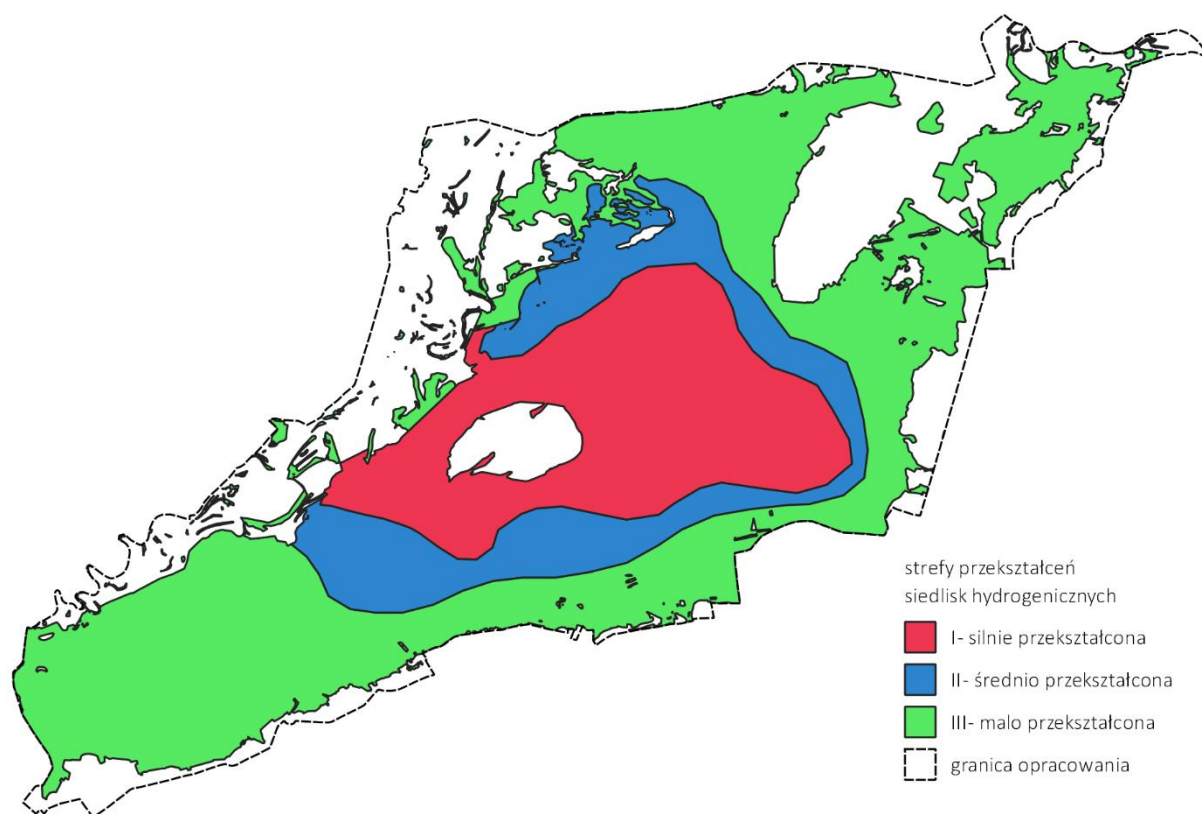 strefy przekształceń
siedlisk hydrogenicznych
I- silnie przekształcona
II- średnio przekształcona
III- malo przekształcona
granica opracowania